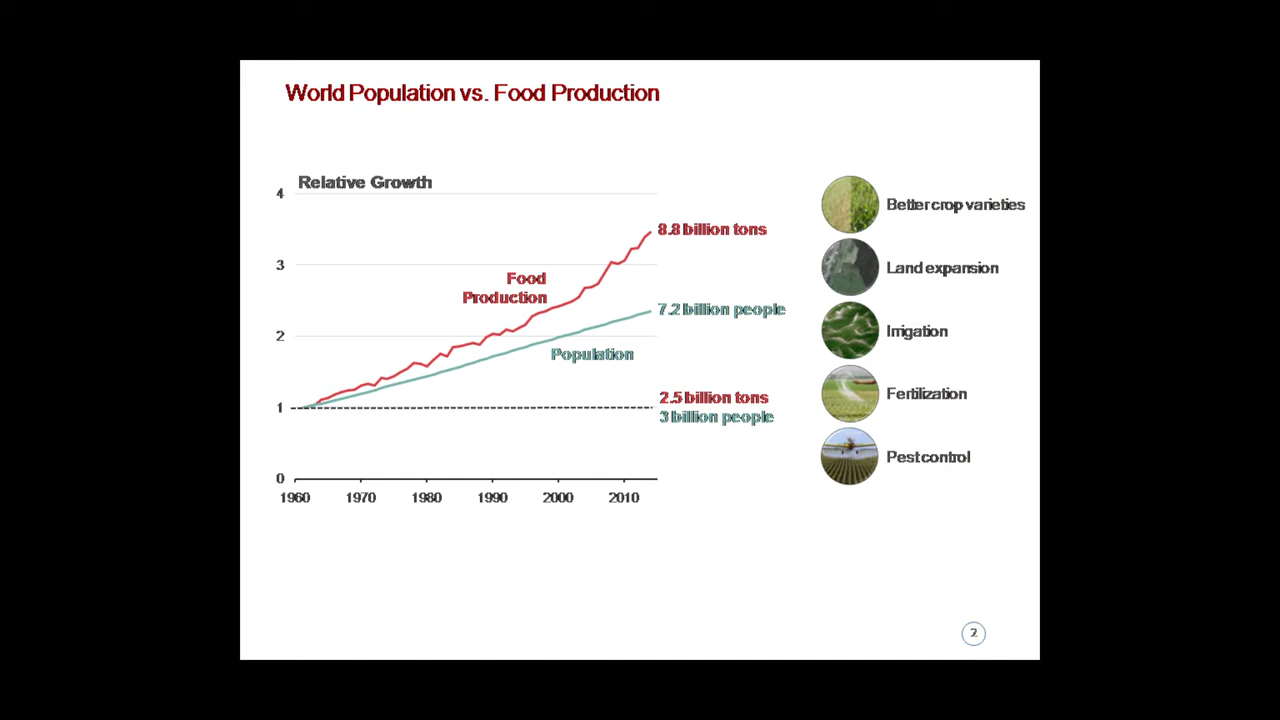 World Population vs. Food Production
Relative Growth
4
3
2
1
0
1960 1970 1980 1990 2000 2010
Food
Production
Population
8.8 billion tons
7.2 billion people
2.5 billion tons
3 billion people
Better crop varieties
Land expansion
Irrigation
Fertilization
Pest control
2